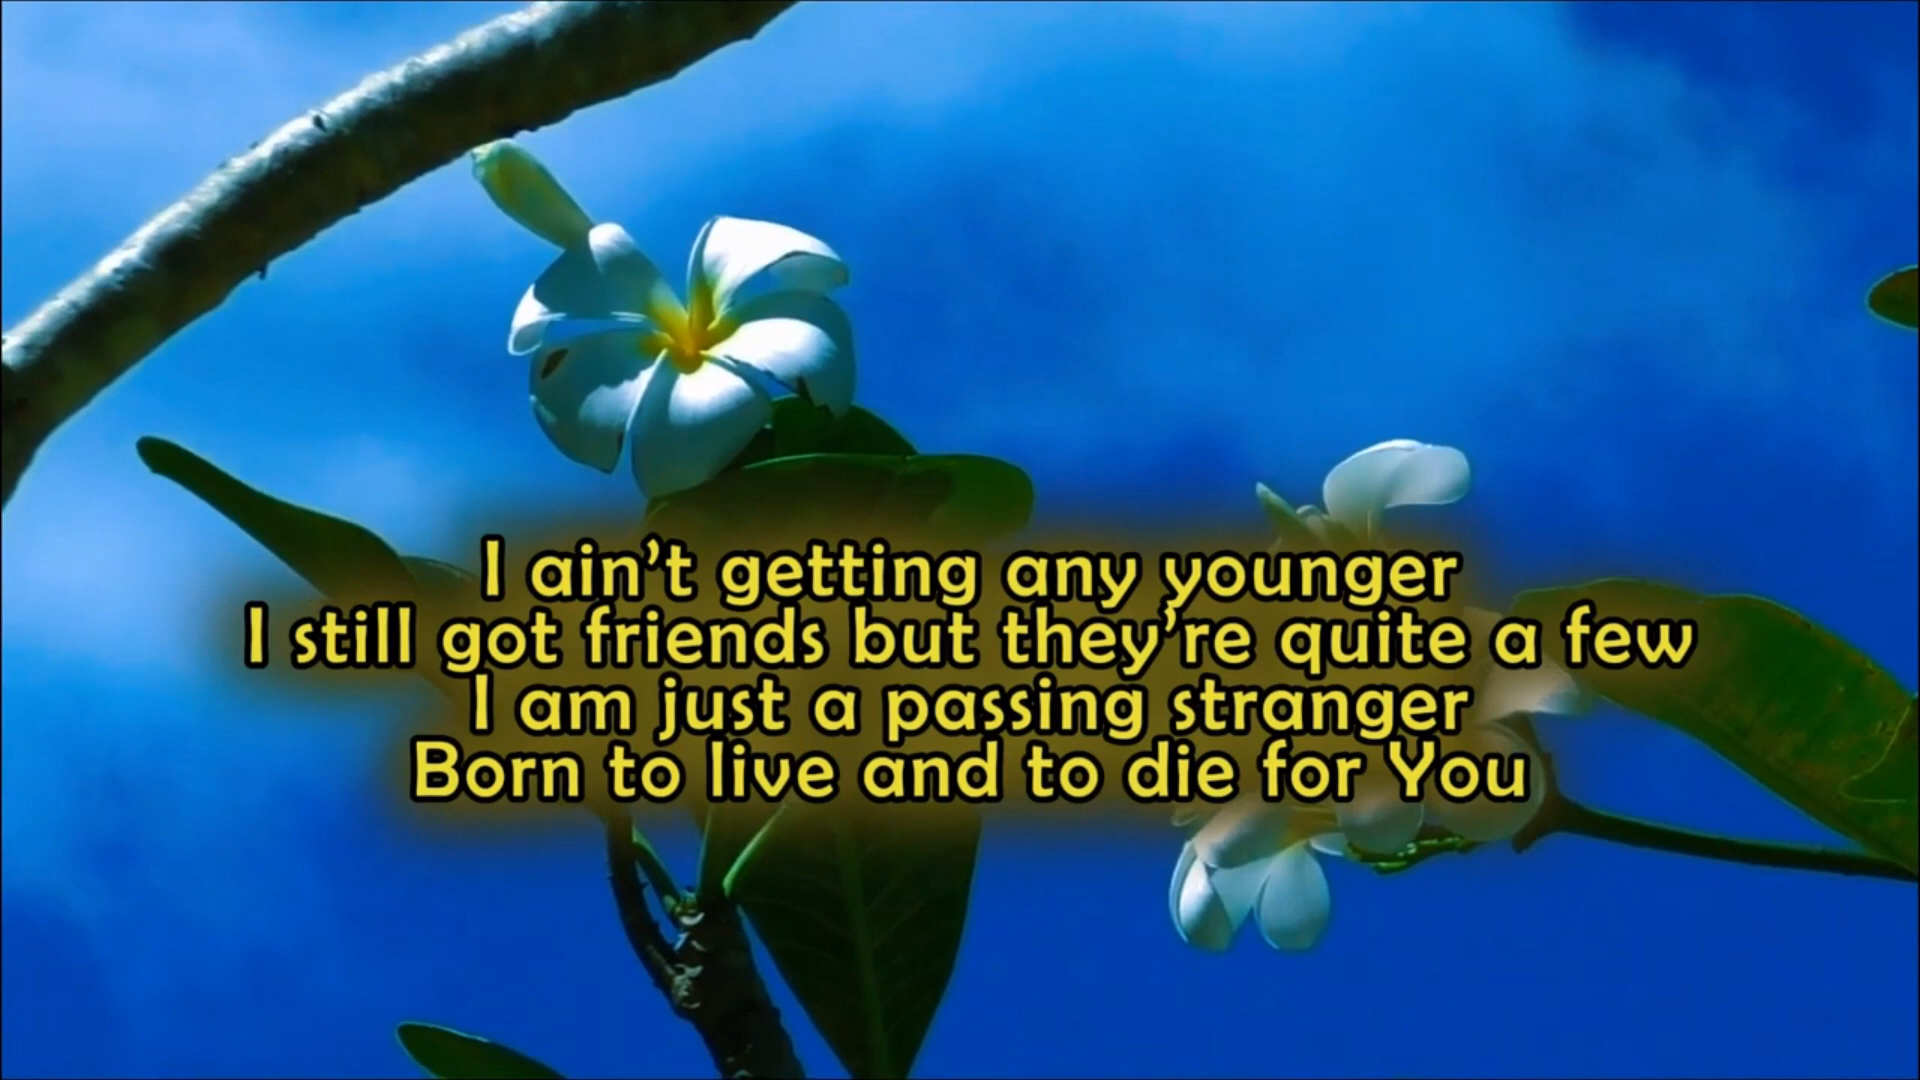 I ain't getting any younger
I still got friends but they're quite a few
I am just a passing stranger
Born to live and to die for You